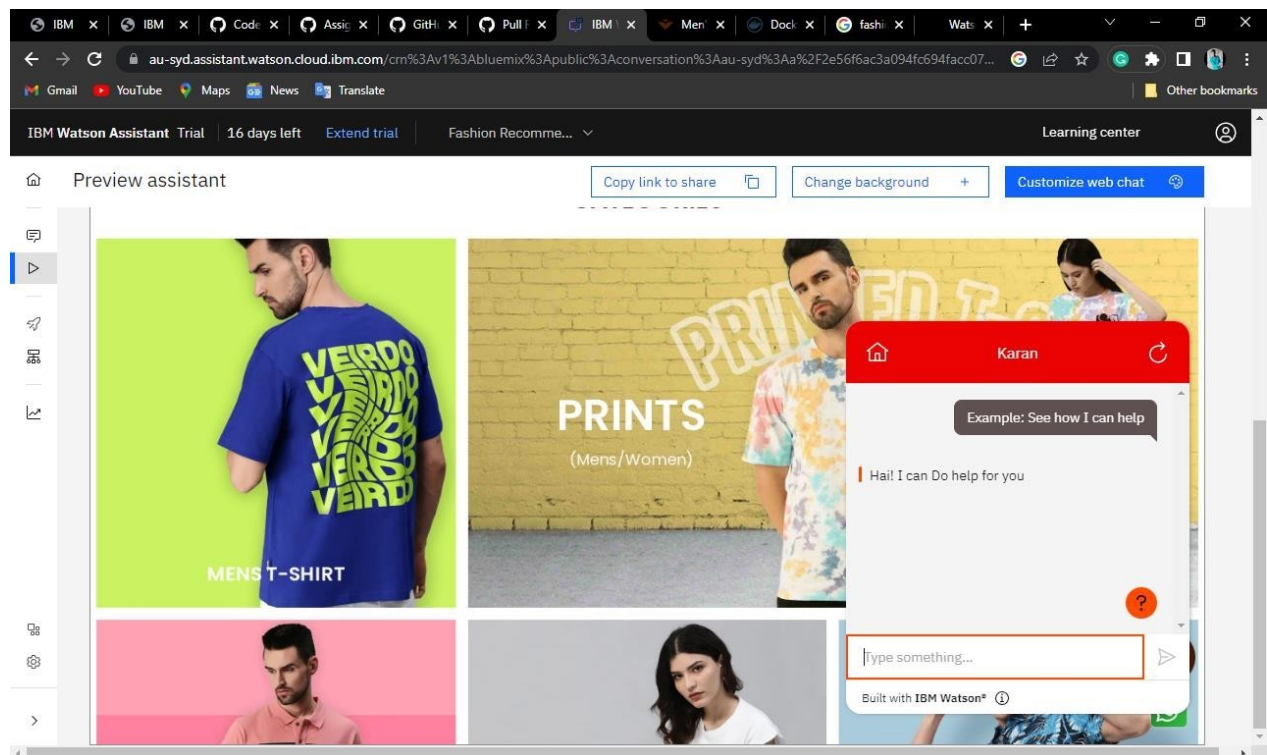 IBM
IBM
Code
Assig
GitH
Pull F
IBM
Men'
Dock
fashi
Wats
au-syd.assistant.watson.cloud.ibm.com/crn%3Av1%3Abluemix%3Apublic%3Aconversation%3Aau-syd%3Aa%2F2e56f6ac3a094fc694facc07...
Gmail
YouTube
Maps
News
Translate
Other bookmarks
IBM Watson Assistant Trial
16 days left
Extend trial
Fashion Recomme...
Learning center
Preview assistant
Copy link to share
Change background +
Customize web chat
VEIRDO
VEIRDO
VEIRDO
VEIRDO
VEIRDO
VEIRDO
VEIRDO
MENS T-SHIRT
PRINTS
(Mens/Women)
Karan
Example: See how I can help
Hai! I can Do help for you
?
Type something...
Built with IBM Watson®